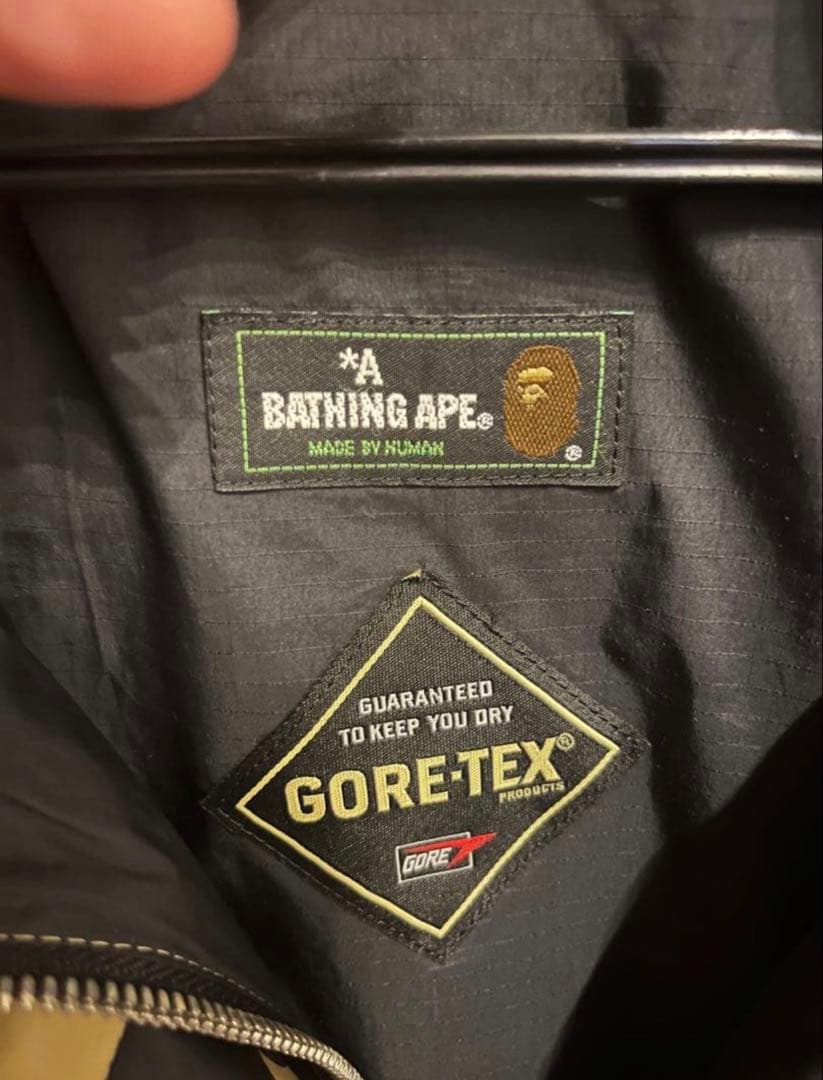 *A
BATHING APE®
®
MADE BY HUMAN
GUARANTEED
TO KEEP YOU DRY
GORE-TEX®
PRODUCTS
GORE